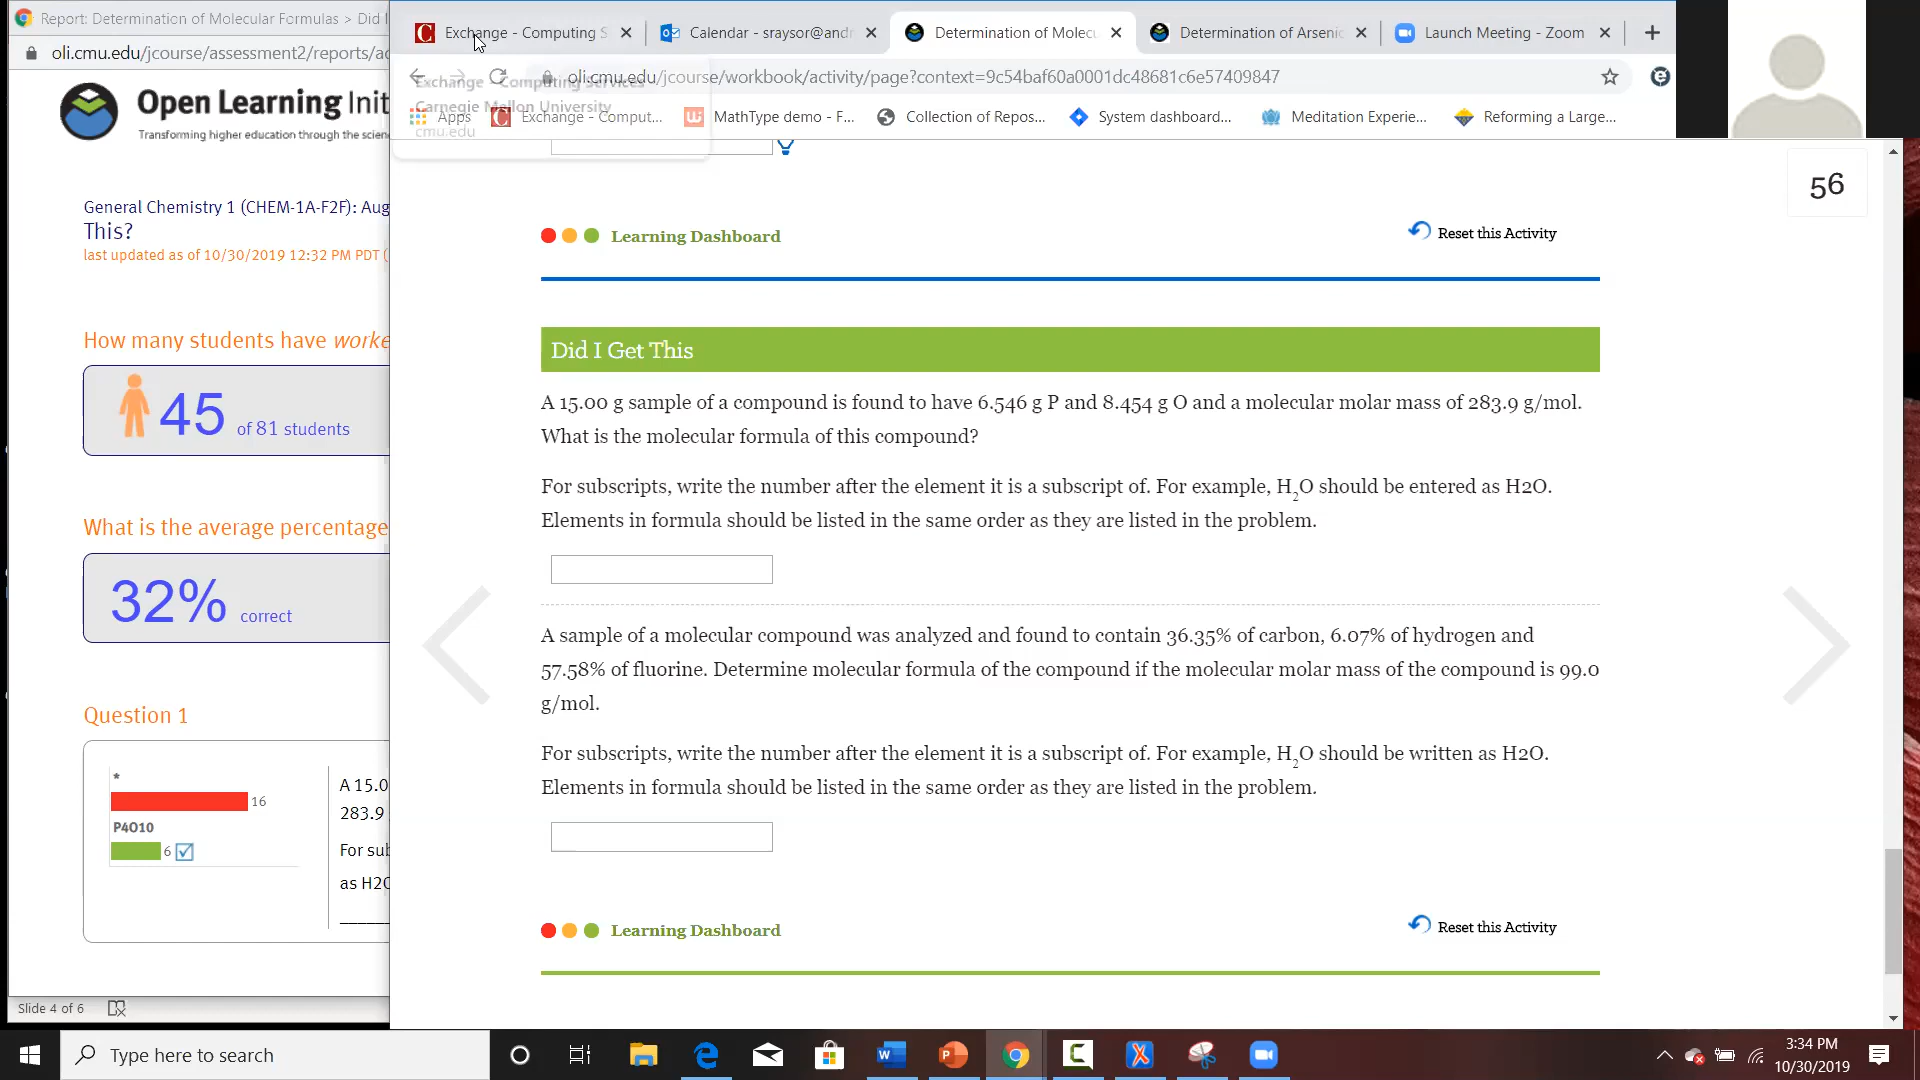 Report: Determination of Molecular Formulas > Did I
oli.cmu.edu/jcourse/assessment2/reports/ac
Open Learning Init
Transforming higher education through the scien
General Chemistry 1 (CHEM-1A-F2F): Aug
This?
last updated as of 10/30/2019 12:32 PM PDT (
How many students have worke
45 of 81 students
What is the average percentage
32% correct
Question 1
*
16
P4O10
6
A 15.0
283.9
For sub
as H2O
Slide 4 of 6
Exchange - Computing S
Calendar - sraysor@andr
Determination of Molecu
Determination of Arsenic
Launch Meeting - Zoom
oli.cmu.edu/jcourse/workbook/activity/page?context=9c54baf60a0001dc48681c6e57409847
Exchange - Computing Services
Carnegie Mellon University
cmu.edu
Apps
Exchange - Comput...
MathType demo - F...
Collection of Repos...
System dashboard...
Meditation Experie...
Reforming a Large...
56
Learning Dashboard
Reset this Activity
Did I Get This
A 15.00 g sample of a compound is found to have 6.546 g P and 8.454 g O and a molecular molar mass of 283.9 g/mol.
What is the molecular formula of this compound?
For subscripts, write the number after the element it is a subscript of. For example, H₂O should be entered as H2O.
Elements in formula should be listed in the same order as they are listed in the problem.
A sample of a molecular compound was analyzed and found to contain 36.35% of carbon, 6.07% of hydrogen and
57.58% of fluorine. Determine molecular formula of the compound if the molecular molar mass of the compound is 99.0
g/mol.
For subscripts, write the number after the element it is a subscript of. For example, H₂O should be written as H2O.
Elements in formula should be listed in the same order as they are listed in the problem.
Learning Dashboard
Reset this Activity
Type here to search
3:34 PM
10/30/2019